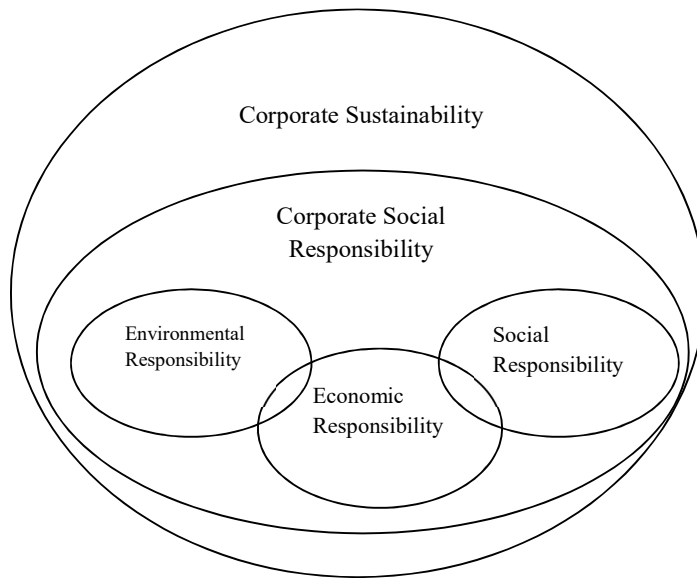 Corporate Sustainability
Corporate Social
Responsibility
Environmental
Responsibility
Social
Responsibility
Economic
Responsibility